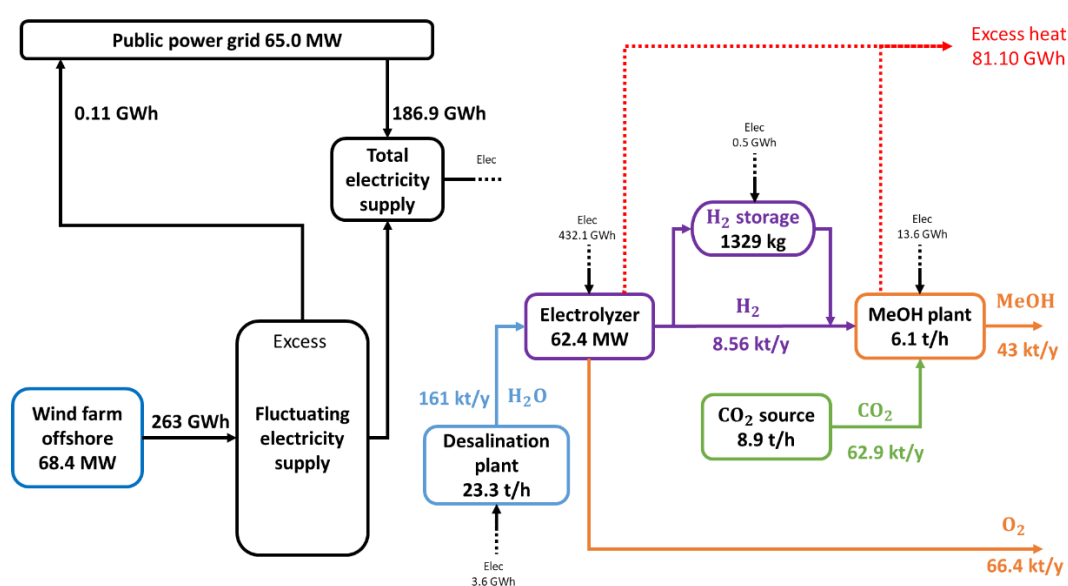 Public power grid 65.0 MW
Excess heat
81.10 GWh
0.11 GWh
186.9 GWh
Total
electricity
supply
Elec
Elec
0.5 GWh
H₂ storage
1329 kg
Elec
432.1 GWh
Elec
13.6 GWh
Electrolyzer
62.4 MW
H₂
8.56 kt/y
MeOH plant
6.1 t/h
MeOH
43 kt/y
Excess
Fluctuating
electricity
supply
Wind farm
offshore
68.4 MW
263 GWh
161 kt/y
H₂O
Desalination
plant
23.3 t/h
CO₂ source
8.9 t/h
CO₂
62.9 kt/y
Elec
3.6 GWh
O₂
66.4 kt/y